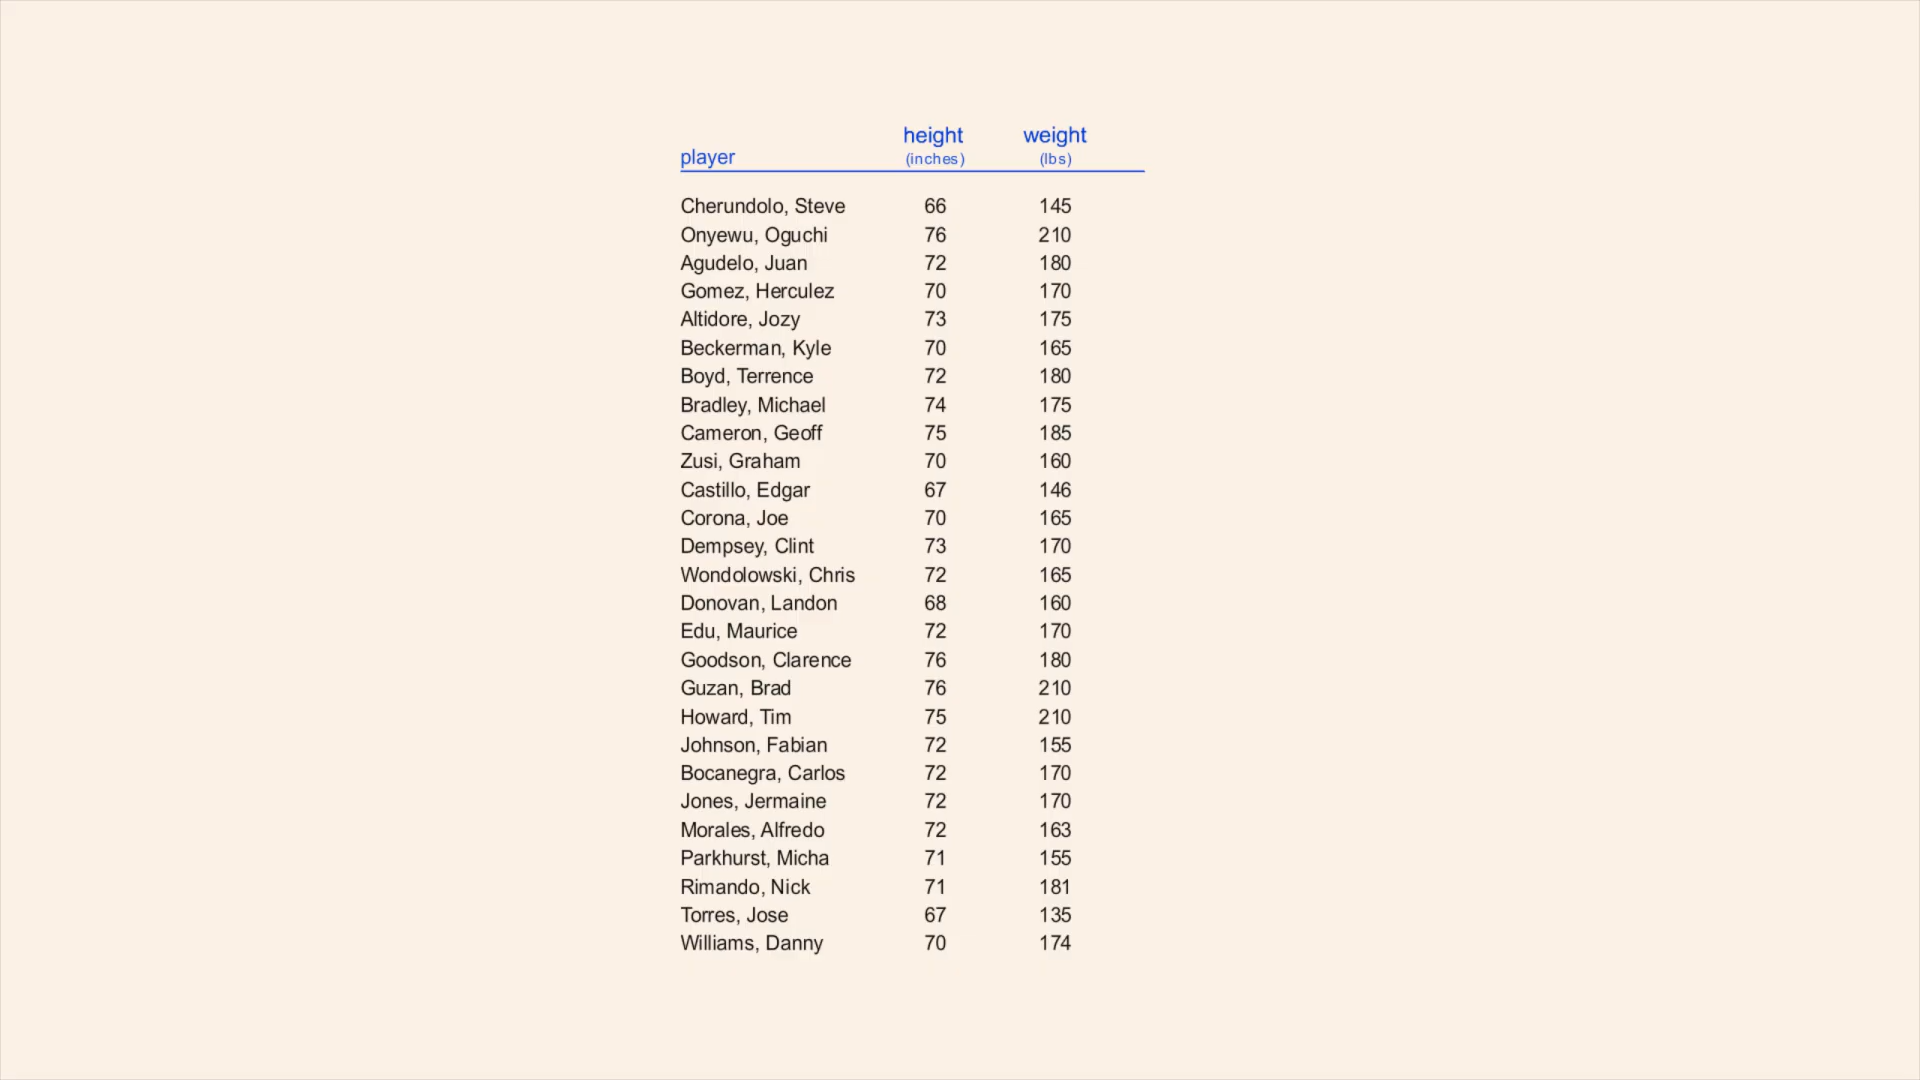 player height (inches) weight (lbs)
Cherundolo, Steve 66 145
Onyewu, Oguchi 76 210
Agudelo, Juan 72 180
Gomez, Herculez 70 170
Altidore, Jozy 73 175
Beckerman, Kyle 70 165
Boyd, Terrence 72 180
Bradley, Michael 74 175
Cameron, Geoff 75 185
Zusi, Graham 70 160
Castillo, Edgar 67 146
Corona, Joe 70 165
Dempsey, Clint 73 170
Wondolowski, Chris 72 165
Donovan, Landon 68 160
Edu, Maurice 72 170
Goodson, Clarence 76 180
Guzan, Brad 76 210
Howard, Tim 75 210
Johnson, Fabian 72 155
Bocanegra, Carlos 72 170
Jones, Jermaine 72 170
Morales, Alfredo 72 163
Parkhurst, Micha 71 155
Rimando, Nick 71 181
Torres, Jose 67 135
Williams, Danny 70 174